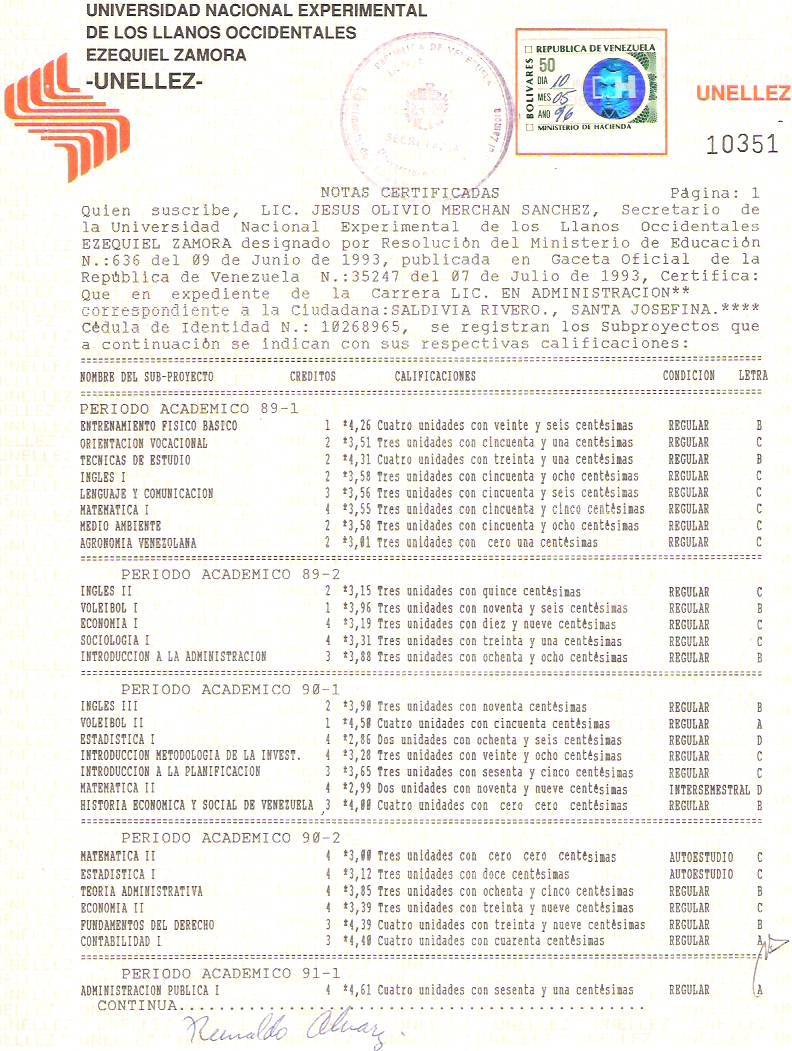 UNIVERSIDAD NACIONAL EXPERIMENTAL
DE LOS LLANOS OCCIDENTALES
EZEQUIEL ZAMORA
-UNELLEZ-
REPUBLICA DE VENEZUELA
BOLIVARES
50
DIA 10
MES 05
ANO 96
MINISTERIO DE HACIENDA
SECRETARIA
UNELLEZ
10351
NOTAS CERTIFICADAS Página: 1
Quien suscribe, LIC. JESUS OLIVIO MERCHAN SANCHEZ, Secretario de
la Universidad Nacional Experimental de los Llanos Occidentales
EZEQUIEL ZAMORA designado por Resolución del Ministerio de Educación
N.:636 del 09 de Junio de 1993, publicada en Gaceta Oficial de la
República de Venezuela N.:35247 del 07 de Julio de 1993, Certifica:
Que en expediente de la Carrera LIC. EN ADMINISTRACION**
correspondiente a la Ciudadana:SALDIVIA RIVERO., SANTA JOSEFINA.****
Cédula de Identidad N.: 10268965, se registran los Subproyectos que
a continuación se indican con sus respectivas calificaciones:
NOMBRE DEL SUB-PROYECTO CREDITOS CALIFICACIONES CONDICION LETRA
PERIODO ACADEMICO 89-1
ENTRENAMIENTO FISICO BASICO 1 *4,26 Cuatro unidades con veinte y seis centésimas REGULAR B
ORIENTACION VOCACIONAL 2 *3,51 Tres unidades con cincuenta y una centésimas REGULAR C
TECNICAS DE ESTUDIO 2 *4,31 Cuatro unidades con treinta y una centésimas REGULAR B
INGLES I 2 *3,58 Tres unidades con cincuenta y ocho centésimas REGULAR C
LENGUAJE Y COMUNICACION 3 *3,56 Tres unidades con cincuenta y seis centésimas REGULAR C
MATEMATICA I 4 *3,55 Tres unidades con cincuenta y cinco centésimas REGULAR C
MEDIO AMBIENTE 2 *3,58 Tres unidades con cincuenta y ocho centésimas REGULAR C
AGRONOMIA VENEZOLANA 2 *3,01 Tres unidades con cero una centésimas REGULAR C
PERIODO ACADEMICO 89-2
INGLES II 2 *3,15 Tres unidades con quince centésimas REGULAR C
VOLEIBOL I 1 *3,96 Tres unidades con noventa y seis centésimas REGULAR B
ECONOMIA I 4 *3,19 Tres unidades con diez y nueve centésimas REGULAR C
SOCIOLOGIA I 4 *3,31 Tres unidades con treinta y una centésimas REGULAR C
INTRODUCCION A LA ADMINISTRACION 3 *3,88 Tres unidades con ochenta y ocho centésimas REGULAR B
PERIODO ACADEMICO 90-1
INGLES III 2 *3,90 Tres unidades con noventa centésimas REGULAR B
VOLEIBOL II 1 *4,50 Cuatro unidades con cincuenta centésimas REGULAR A
ESTADISTICA I 4 *2,86 Dos unidades con ochenta y seis centésimas REGULAR D
INTRODUCCION METODOLOGIA DE LA INVEST. 4 *3,28 Tres unidades con veinte y ocho centésimas REGULAR C
INTRODUCCION A LA PLANIFICACION 3 *3,65 Tres unidades con sesenta y cinco centésimas REGULAR C
MATEMATICA II 4 *2,99 Dos unidades con noventa y nueve centésimas INTERSEMESTRAL D
HISTORIA ECONOMICA Y SOCIAL DE VENEZUELA 3 *4,00 Cuatro unidades con cero cero centésimas REGULAR B
PERIODO ACADEMICO 90-2
MATEMATICA II 4 *3,00 Tres unidades con cero cero centésimas AUTOESTUDIO C
ESTADISTICA I 4 *3,12 Tres unidades con doce centésimas AUTOESTUDIO C
TEORIA ADMINISTRATIVA 4 *3,85 Tres unidades con ochenta y cinco centésimas REGULAR B
ECONOMIA II 4 *3,39 Tres unidades con treinta y nueve centésimas REGULAR C
FUNDAMENTOS DEL DERECHO 3 *4,39 Cuatro unidades con treinta y nueve centésimas REGULAR B
CONTABILIDAD I 3 *4,40 Cuatro unidades con cuarenta centésimas REGULAR A
PERIODO ACADEMICO 91-1
ADMINISTRACION PUBLICA I 4 *4,61 Cuatro unidades con sesenta y una centésimas REGULAR A
CONTINUA............................................
Reinaldo Alvarz.